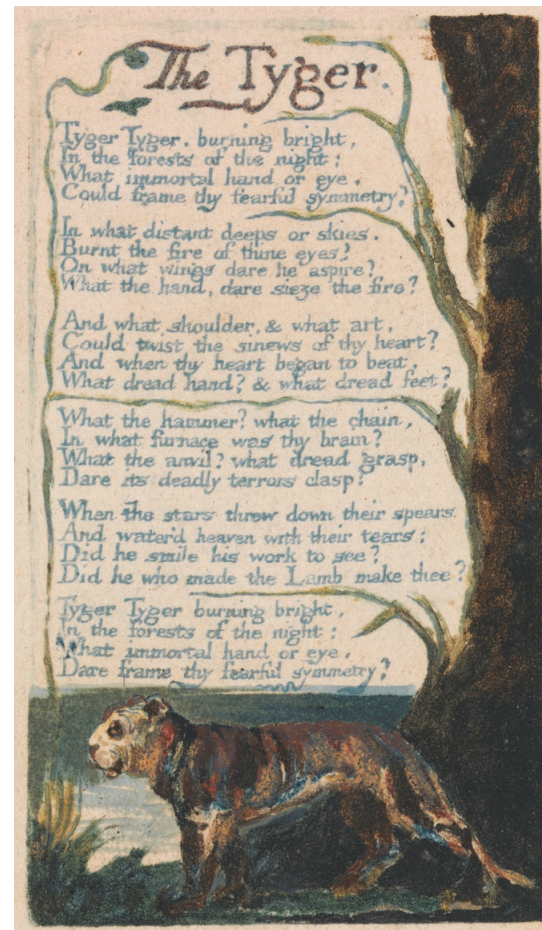 The Tyger.
Tyger Tyger. burning bright,
In the forests of the night:
What immortal hand or eye,
Could frame thy fearful symmetry?
In what distant deeps or skies.
Burnt the fire of thine eyes?
On what wings dare he aspire?
What the hand, dare sieze the fire?
And what shoulder, & what art,
Could twist the sinews of thy heart?
And when thy heart began to beat,
What dread hand? & what dread feet?
What the hammer? what the chain,
In what furnace was thy brain?
What the anvil? what dread grasp,
Dare its deadly terrors clasp?
When the stars threw down their spears
And water'd heaven with their tears:
Did he smile his work to see?
Did he who made the Lamb make thee?
Tyger Tyger burning bright,
In the forests of the night:
What immortal hand or eye,
Dare frame thy fearful symmetry?